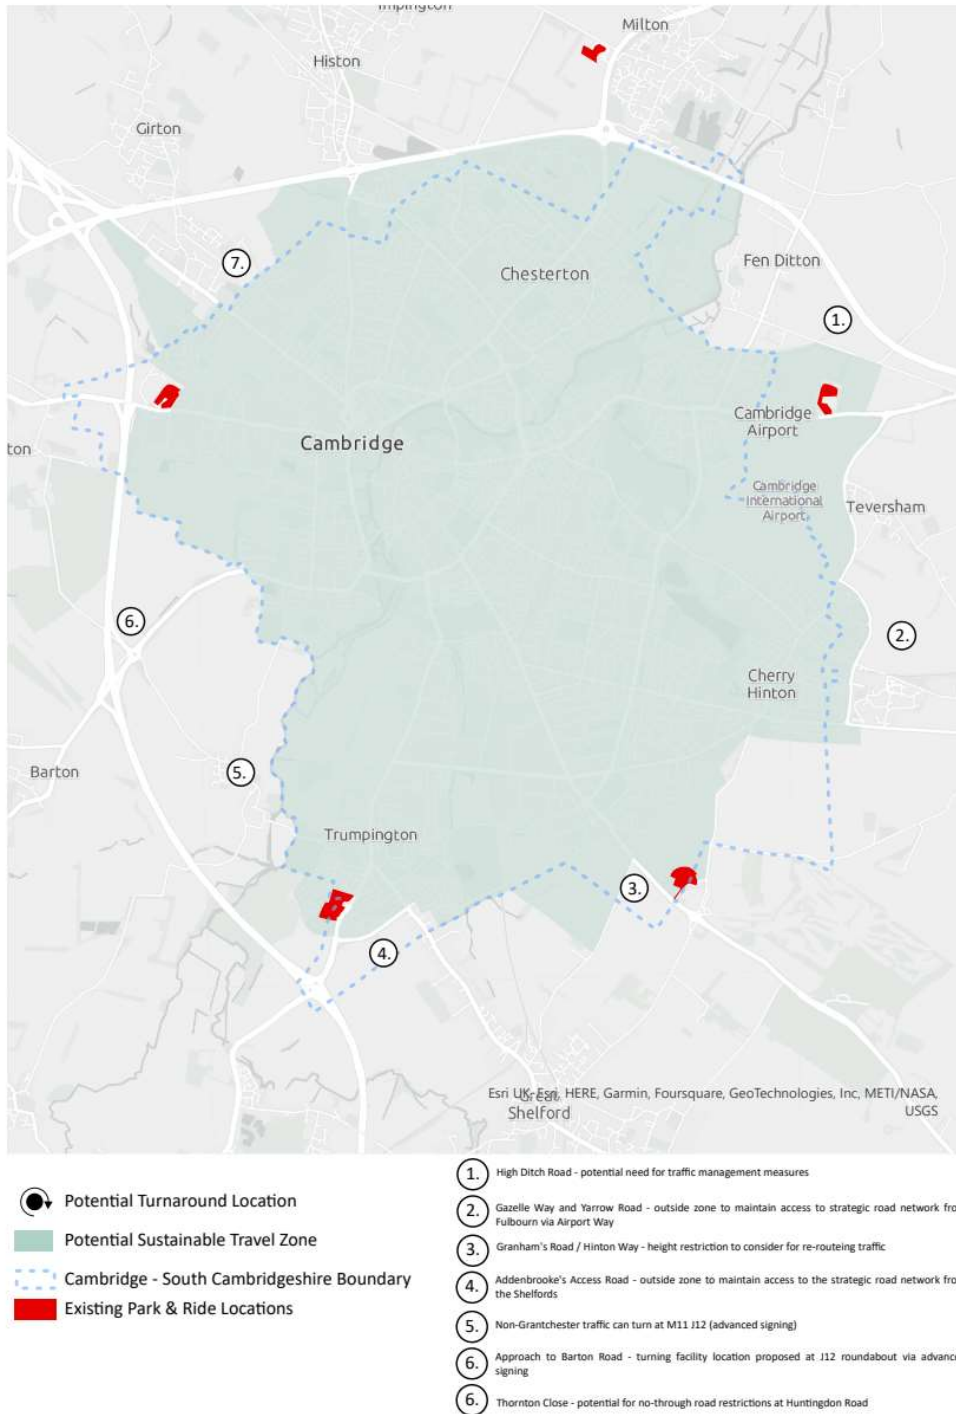 Impington
Milton
Histon
Girton
7.
Chesterton
Fen Ditton
1.
Cambridge
Cambridge
Airport
ton
Cambridge
International
Airport
Teversham
6.
2.
Cherry
Hinton
Barton
5.
Trumpington
3.
4.
Esri UK, Esri, HERE, Garmin, Foursquare, GeoTechnologies, Inc, METI/NASA,
USGS
Great
Shelford
Potential Turnaround Location
Potential Sustainable Travel Zone
Cambridge - South Cambridgeshire Boundary
Existing Park & Ride Locations
1. High Ditch Road - potential need for traffic management measures
2. Gazelle Way and Yarrow Road - outside zone to maintain access to strategic road network fro
Fulbourn via Airport Way
3. Granham's Road / Hinton Way - height restriction to consider for re-routeing traffic
4. Addenbrooke's Access Road - outside zone to maintain access to the strategic road network fro
the Shelfords
5. Non-Grantchester traffic can turn at M11 J12 (advanced signing)
6. Approach to Barton Road - turning facility location proposed at J12 roundabout via advance
signing
6. Thornton Close - potential for no-through road restrictions at Huntingdon Road